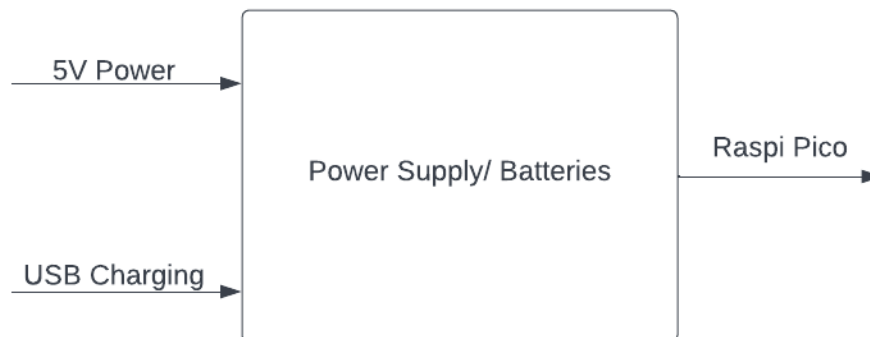 5V Power
Power Supply/ Batteries
Raspi Pico
USB Charging